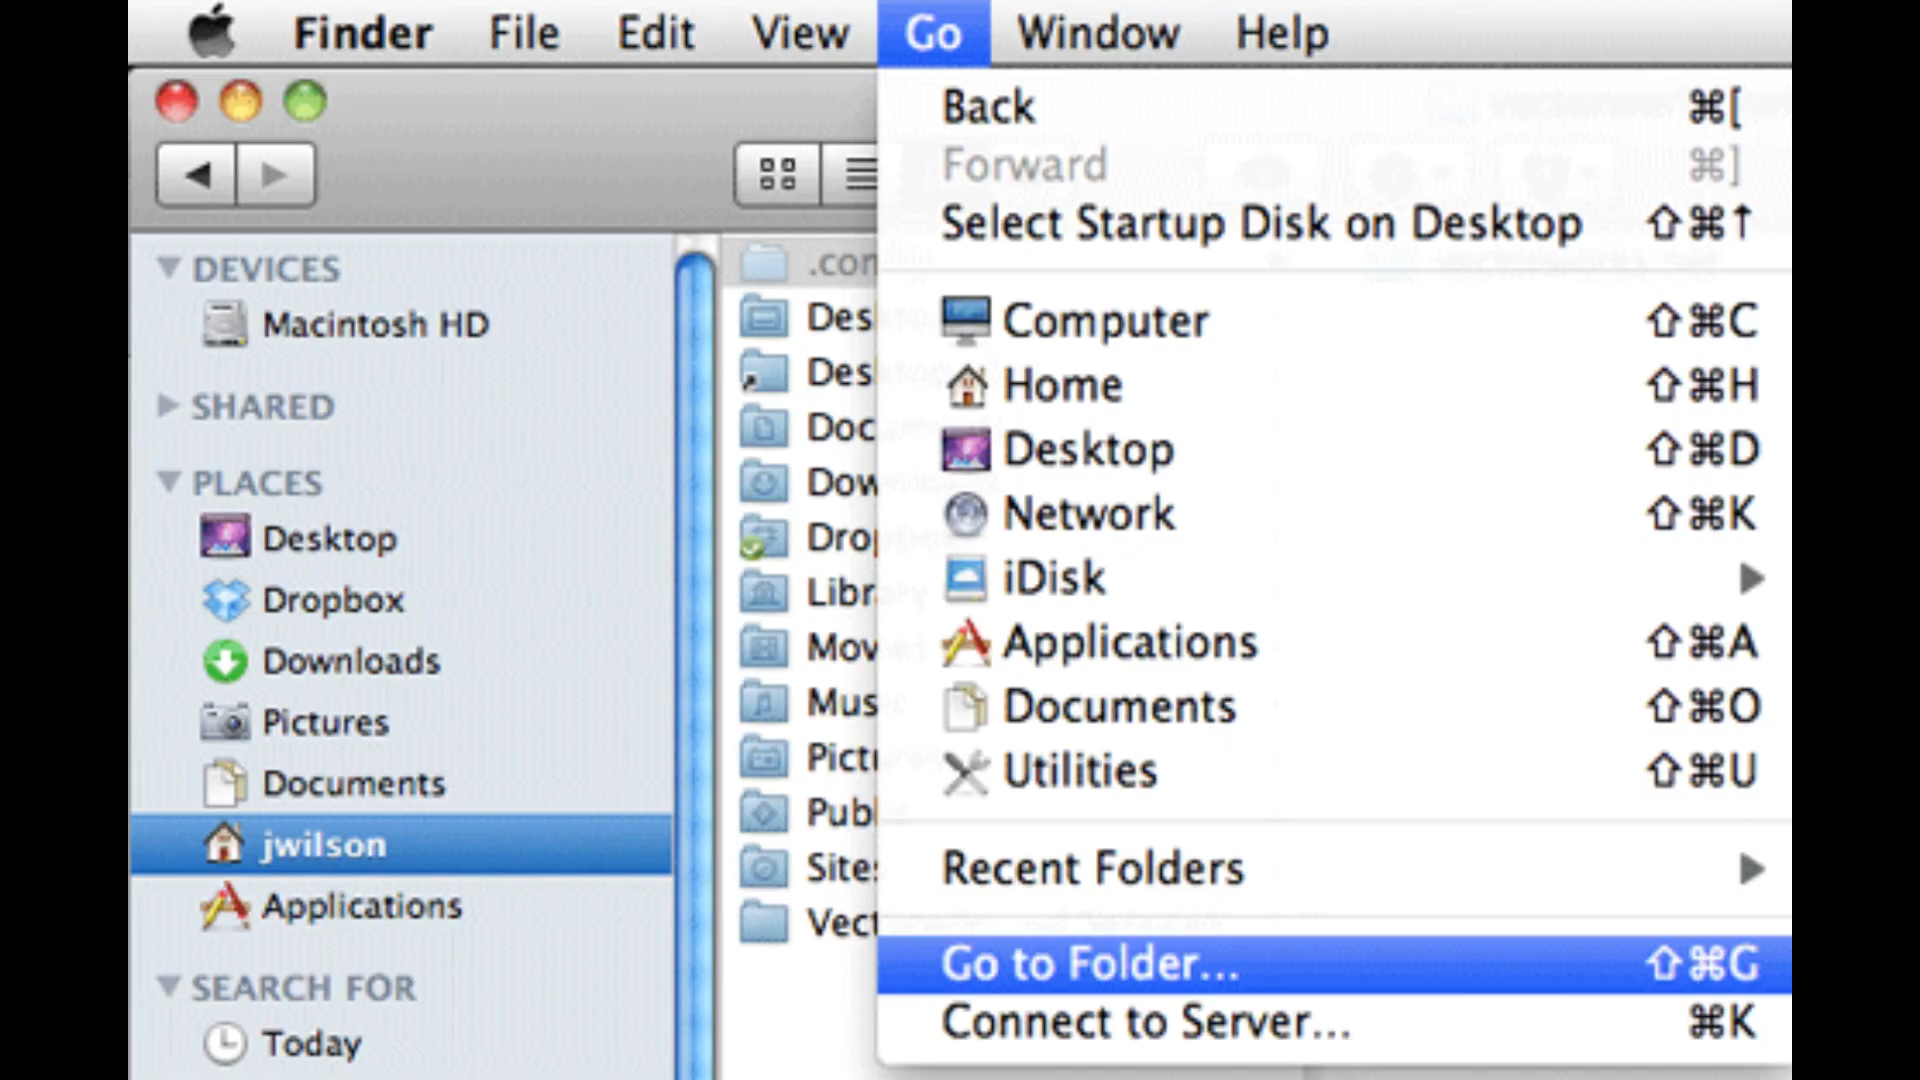 Finder File Edit View Go Window Help
Back ⌘[
Forward ⌘]
Select Startup Disk on Desktop ⇧⌘↑
Computer ⇧⌘C
Home ⇧⌘H
Desktop ⇧⌘D
Network ⇧⌘K
iDisk
Applications ⇧⌘A
Documents ⇧⌘O
Utilities ⇧⌘U
Recent Folders
Go to Folder... ⇧⌘G
Connect to Server... ⌘K
DEVICES
Macintosh HD
SHARED
PLACES
Desktop
Dropbox
Downloads
Pictures
Documents
jwilson
Applications
SEARCH FOR
Today